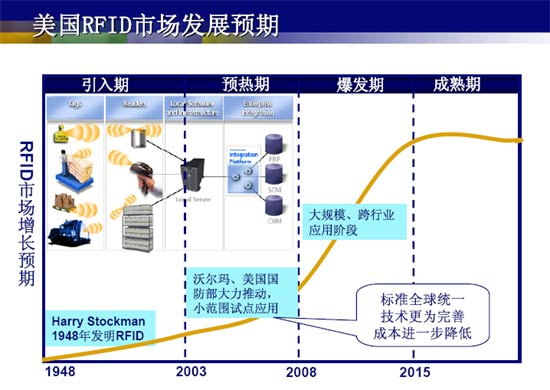 美国RFID市场发展预期
引入期
预热期
爆发期
成熟期
Tags
Readers
Local Software
and Infrastructure
Enterprise
Integration
Integration
Platform
ERP
SCM
CRM
Local Server
RFID市场增长预期
大规模、跨行业
应用阶段
沃尔玛、美国国
防部大力推动，
小范围试点应用
标准全球统一
技术更为完善
成本进一步降低
Harry Stockman
1948年发明RFID
1948
2003
2008
2015